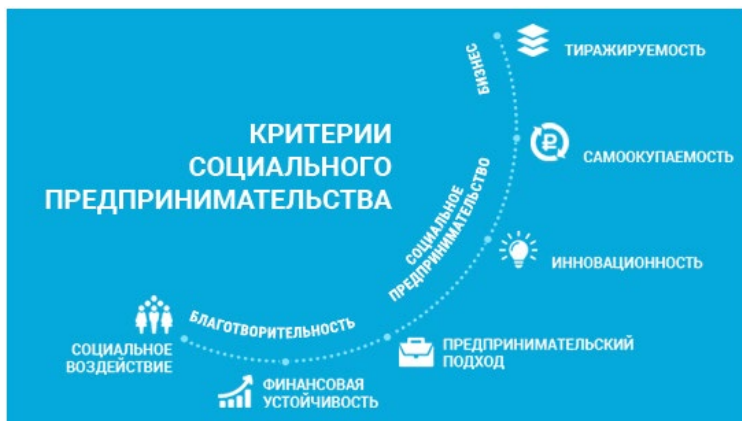 КРИТЕРИИ
СОЦИАЛЬНОГО
ПРЕДПРИНИМАТЕЛЬСТВА
БИЗНЕС
ТИРАЖИРУЕМОСТЬ
САМООКУПАЕМОСТЬ
СОЦИАЛЬНОЕ
ПРЕДПРИНИМАТЕЛЬСТВО
ИННОВАЦИОННОСТЬ
БЛАГОТВОРИТЕЛЬНОСТЬ
ПРЕДПРИНИМАТЕЛЬСКИЙ
ПОДХОД
СОЦИАЛЬНОЕ
ВОЗДЕЙСТВИЕ
ФИНАНСОВАЯ
УСТОЙЧИВОСТЬ